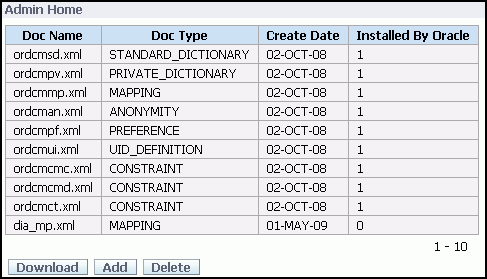 Admin Home
Doc Name Doc Type Create Date Installed By Oracle
ordcmsd.xml STANDARD_DICTIONARY 02-OCT-08 1
ordcmpv.xml PRIVATE_DICTIONARY 02-OCT-08 1
ordcmmp.xml MAPPING 02-OCT-08 1
ordcman.xml ANONYMITY 02-OCT-08 1
ordcmpf.xml PREFERENCE 02-OCT-08 1
ordcmui.xml UID_DEFINITION 02-OCT-08 1
ordcmcmc.xml CONSTRAINT 02-OCT-08 1
ordcmcmd.xml CONSTRAINT 02-OCT-08 1
ordcmct.xml CONSTRAINT 02-OCT-08 1
dia_mp.xml MAPPING 01-MAY-09 0
1 - 10
Download Add Delete